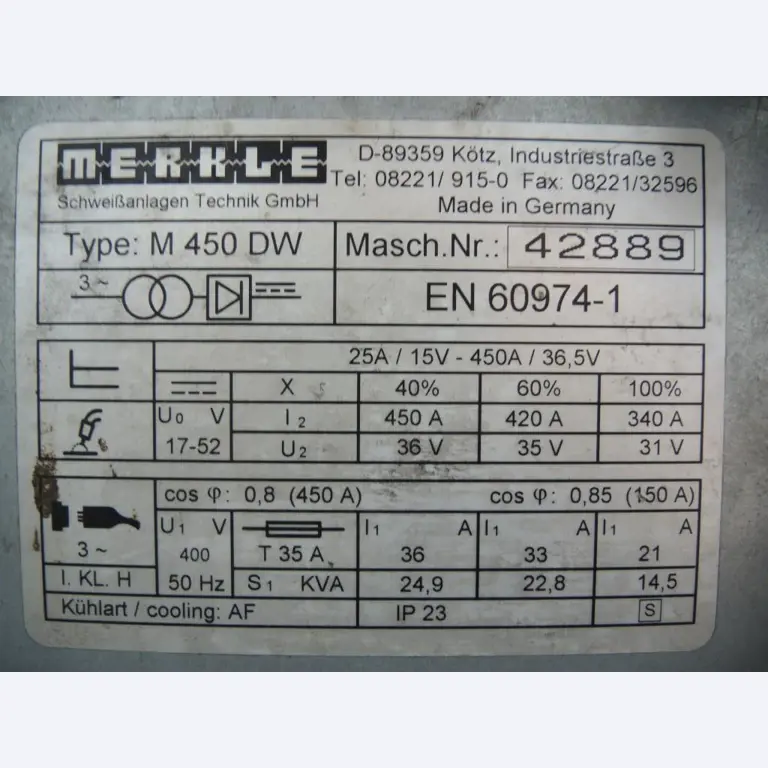 MERKLE
Schweißanlagen Technik GmbH
D-89359 Kötz, Industriestraße 3
Tel: 08221/ 915-0 Fax: 08221/32596
Made in Germany
Type: M 450 DW
Masch.Nr.: 42889
3 ~
EN 60974-1
25A / 15V - 450A / 36,5V
X 40% 60% 100%
U0 V I2 450 A 420 A 340 A
17-52 U2 36 V 35 V 31 V
cos φ: 0,8 (450 A) cos φ: 0,85 (150 A)
U1 V I1 A I1 A I1 A
3 ~ 400 T 35 A 36 33 21
I. KL. H 50 Hz S1 KVA 24,9 22,8 14,5
Kühlart / cooling: AF IP 23 S